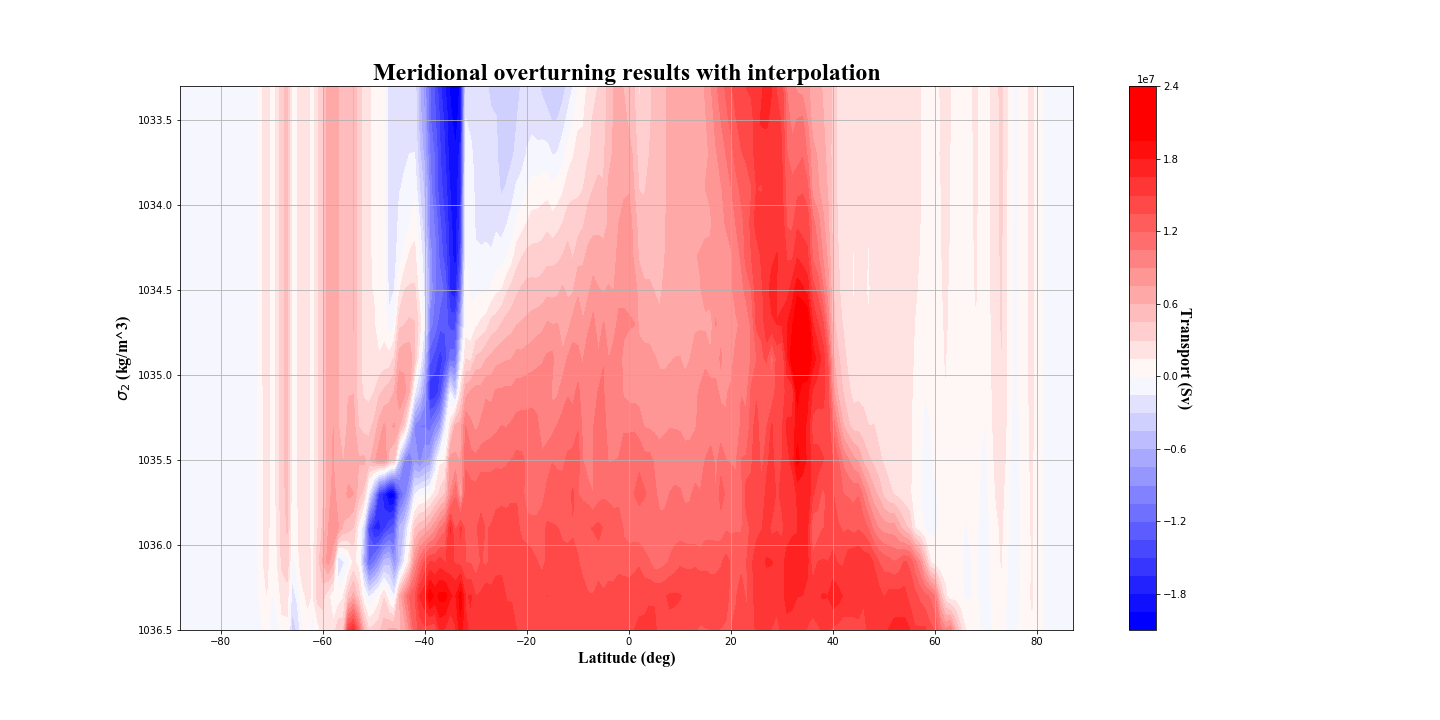 Meridional overturning results with interpolation
1e7
2.4
1.8
1.2
0.6
0.0
−0.6
−1.2
−1.8
Transport (Sv)
σ₂ (kg/m^3)
1033.5
1034.0
1034.5
1035.0
1035.5
1036.0
1036.5
−80 −60 −40 −20 0 20 40 60 80
Latitude (deg)